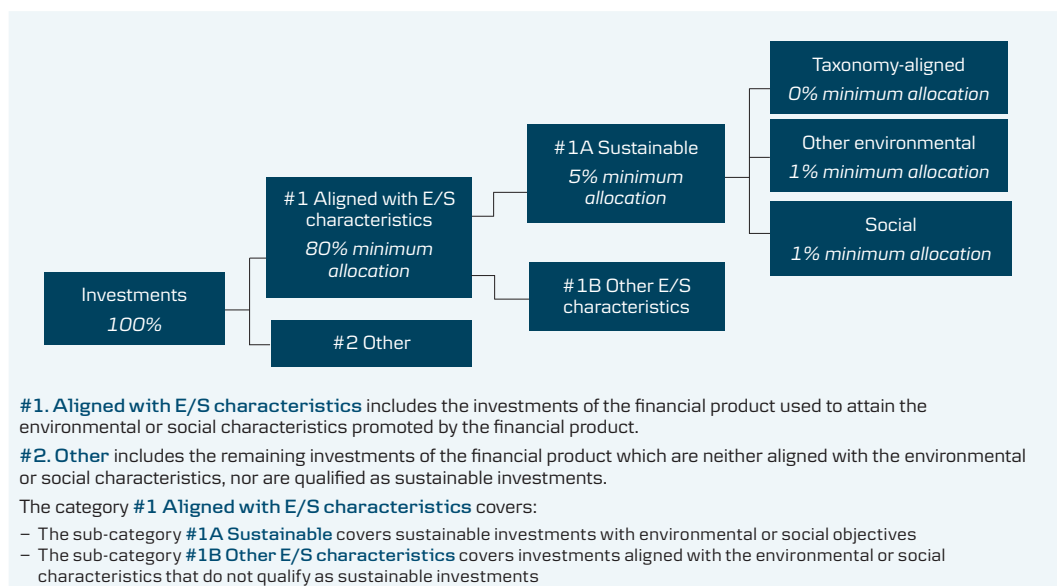 Taxonomy-aligned
0% minimum allocation
Other environmental
1% minimum allocation
Social
1% minimum allocation
#1A Sustainable
5% minimum
allocation
#1 Aligned with E/S
characteristics
80% minimum
allocation
#1B Other E/S
characteristics
Investments
100%
#2 Other
#1. Aligned with E/S characteristics includes the investments of the financial product used to attain the
environmental or social characteristics promoted by the financial product.
#2. Other includes the remaining investments of the financial product which are neither aligned with the environmental
or social characteristics, nor are qualified as sustainable investments.
The category #1 Aligned with E/S characteristics covers:
– The sub-category #1A Sustainable covers sustainable investments with environmental or social objectives
– The sub-category #1B Other E/S characteristics covers investments aligned with the environmental or social
characteristics that do not qualify as sustainable investments